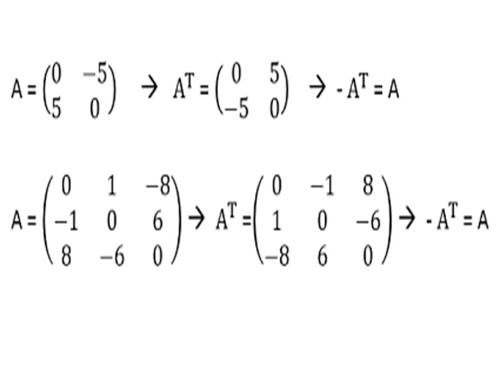 A = (0 −5) → Aᵀ = (0 5) → - Aᵀ = A
(5 0) (−5 0)
A = (0 1 −8) → Aᵀ = (0 −1 8) → - Aᵀ = A
(−1 0 6) (1 0 −6)
(8 −6 0) (−8 6 0)